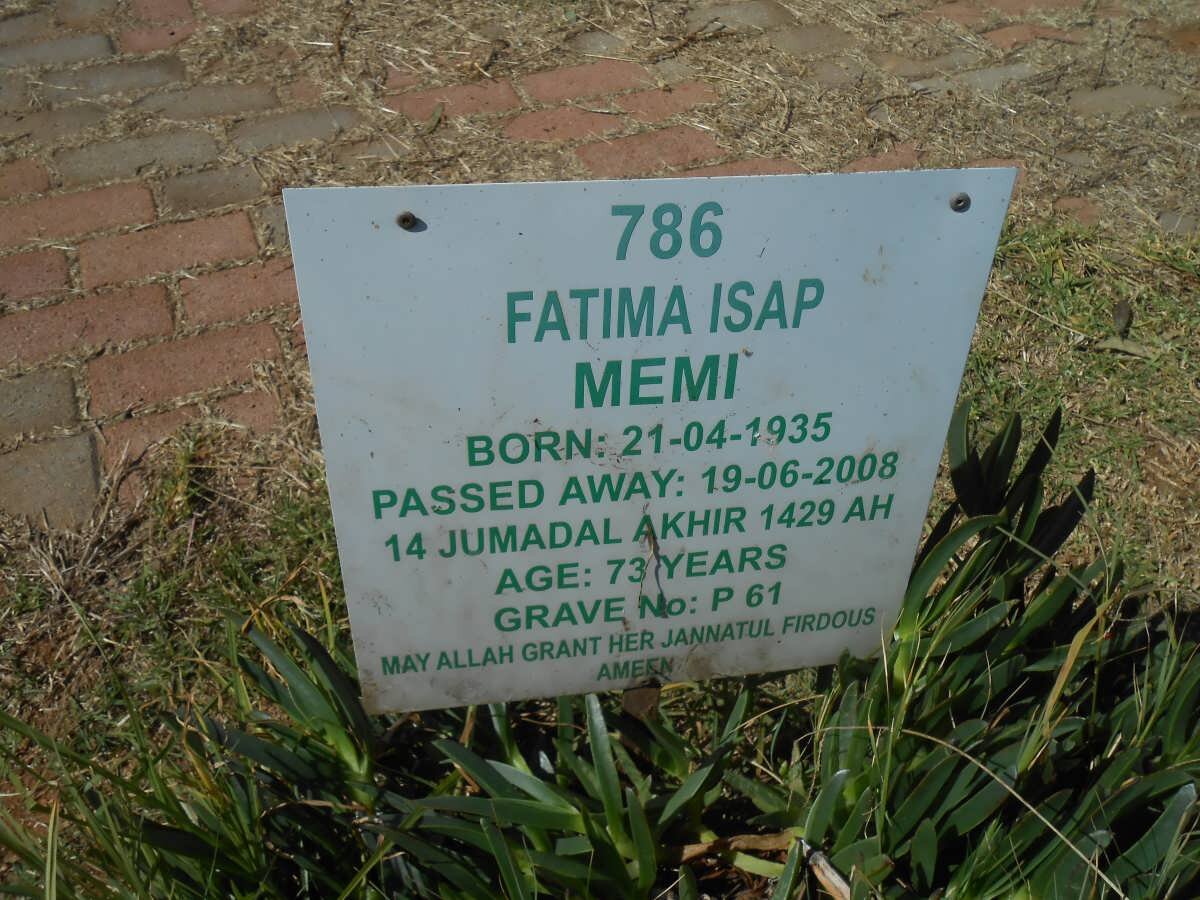 786
FATIMA ISAP
MEMI
BORN: 21-04-1935
PASSED AWAY: 19-06-2008
14 JUMADAL AKHIR 1429 AH
AGE: 73 YEARS
GRAVE No: P 61
MAY ALLAH GRANT HER JANNATUL FIRDOUS
AMEEN